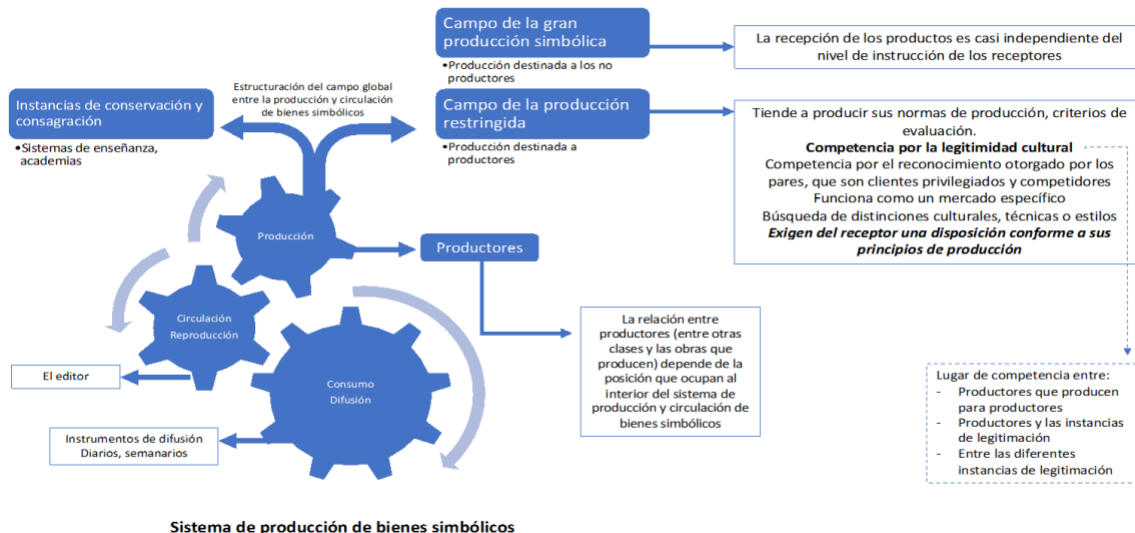 Campo de la gran
producción simbólica
•Producción destinada a los no
productores
La recepción de los productos es casi independiente del
nivel de instrucción de los receptores
Estructuración del campo global
entre la producción y circulación
de bienes simbólicos
Instancias de conservación y
consagración
•Sistemas de enseñanza,
academias
Campo de la producción
restringida
•Producción destinada a
productores
Tiende a producir sus normas de producción, criterios de
evaluación.
Competencia por la legitimidad cultural
Competencia por el reconocimiento otorgado por los
pares, que son clientes privilegiados y competidores
Funciona como un mercado específico
Búsqueda de distinciones culturales, técnicas o estilos
Exigen del receptor una disposición conforme a sus
principios de producción
Producción
Productores
Circulación
Reproducción
La relación entre
productores (entre otras
clases y las obras que
producen) depende de la
posición que ocupan al
interior del sistema de
producción y circulación de
bienes simbólicos
El editor
Consumo
Difusión
Lugar de competencia entre:
- Productores que producen
para productores
- Productores y las instancias
de legitimación
- Entre las diferentes
instancias de legitimación
Instrumentos de difusión
Diarios, semanarios
Sistema de producción de bienes simbólicos